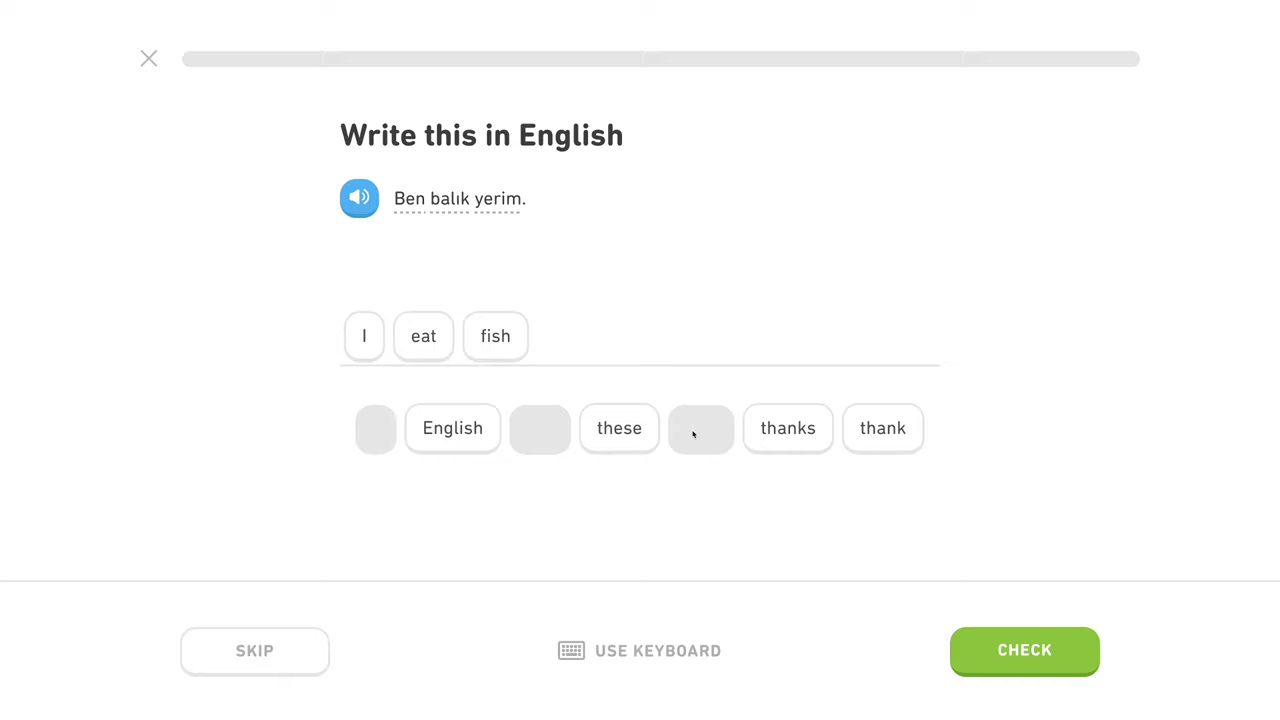 Write this in English
Ben balık yerim.
I eat fish
English these thanks thank
SKIP USE KEYBOARD CHECK